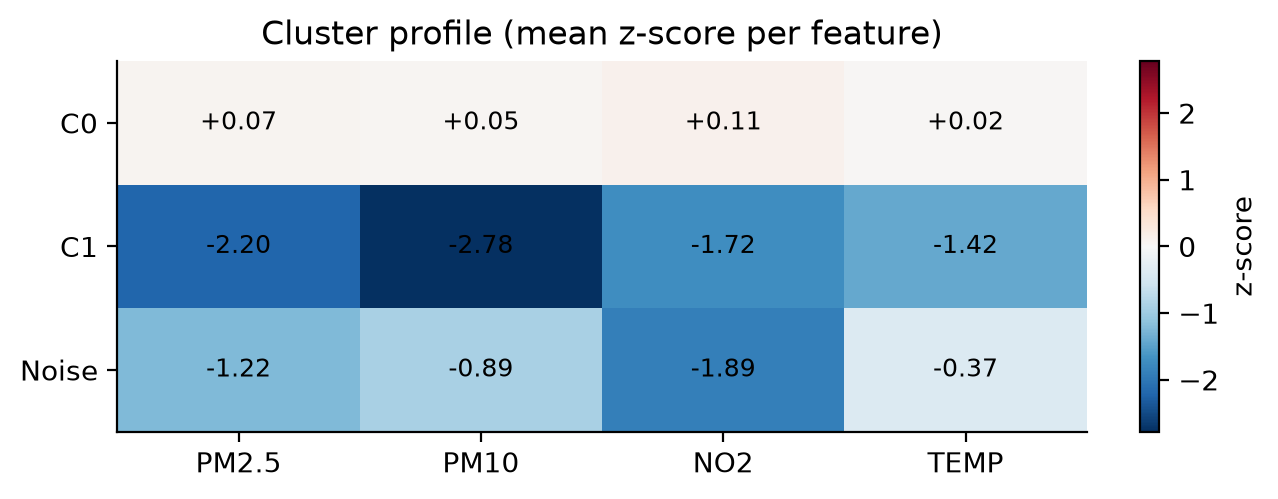 Cluster profile (mean z-score per feature)
C0 +0.07 +0.05 +0.11 +0.02
C1 -2.20 -2.78 -1.72 -1.42
Noise -1.22 -0.89 -1.89 -0.37
PM2.5 PM10 NO2 TEMP
2
1
0
−1
−2
z-score